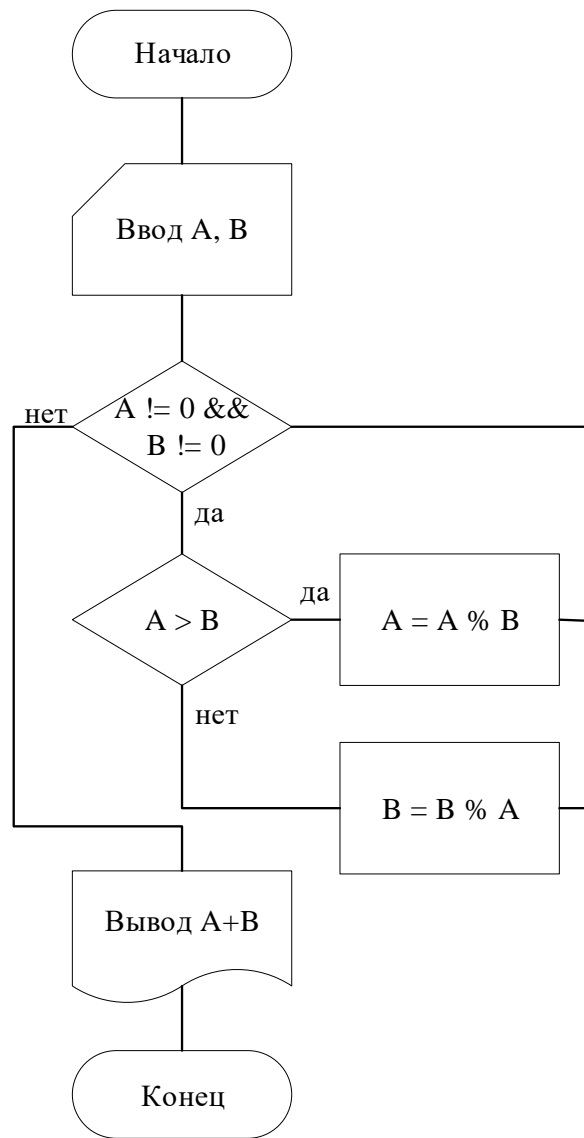 Начало
Ввод A, B
нет
A != 0 &&
B != 0
да
A > B
да
A = A % B
нет
B = B % A
Вывод A+B
Конец